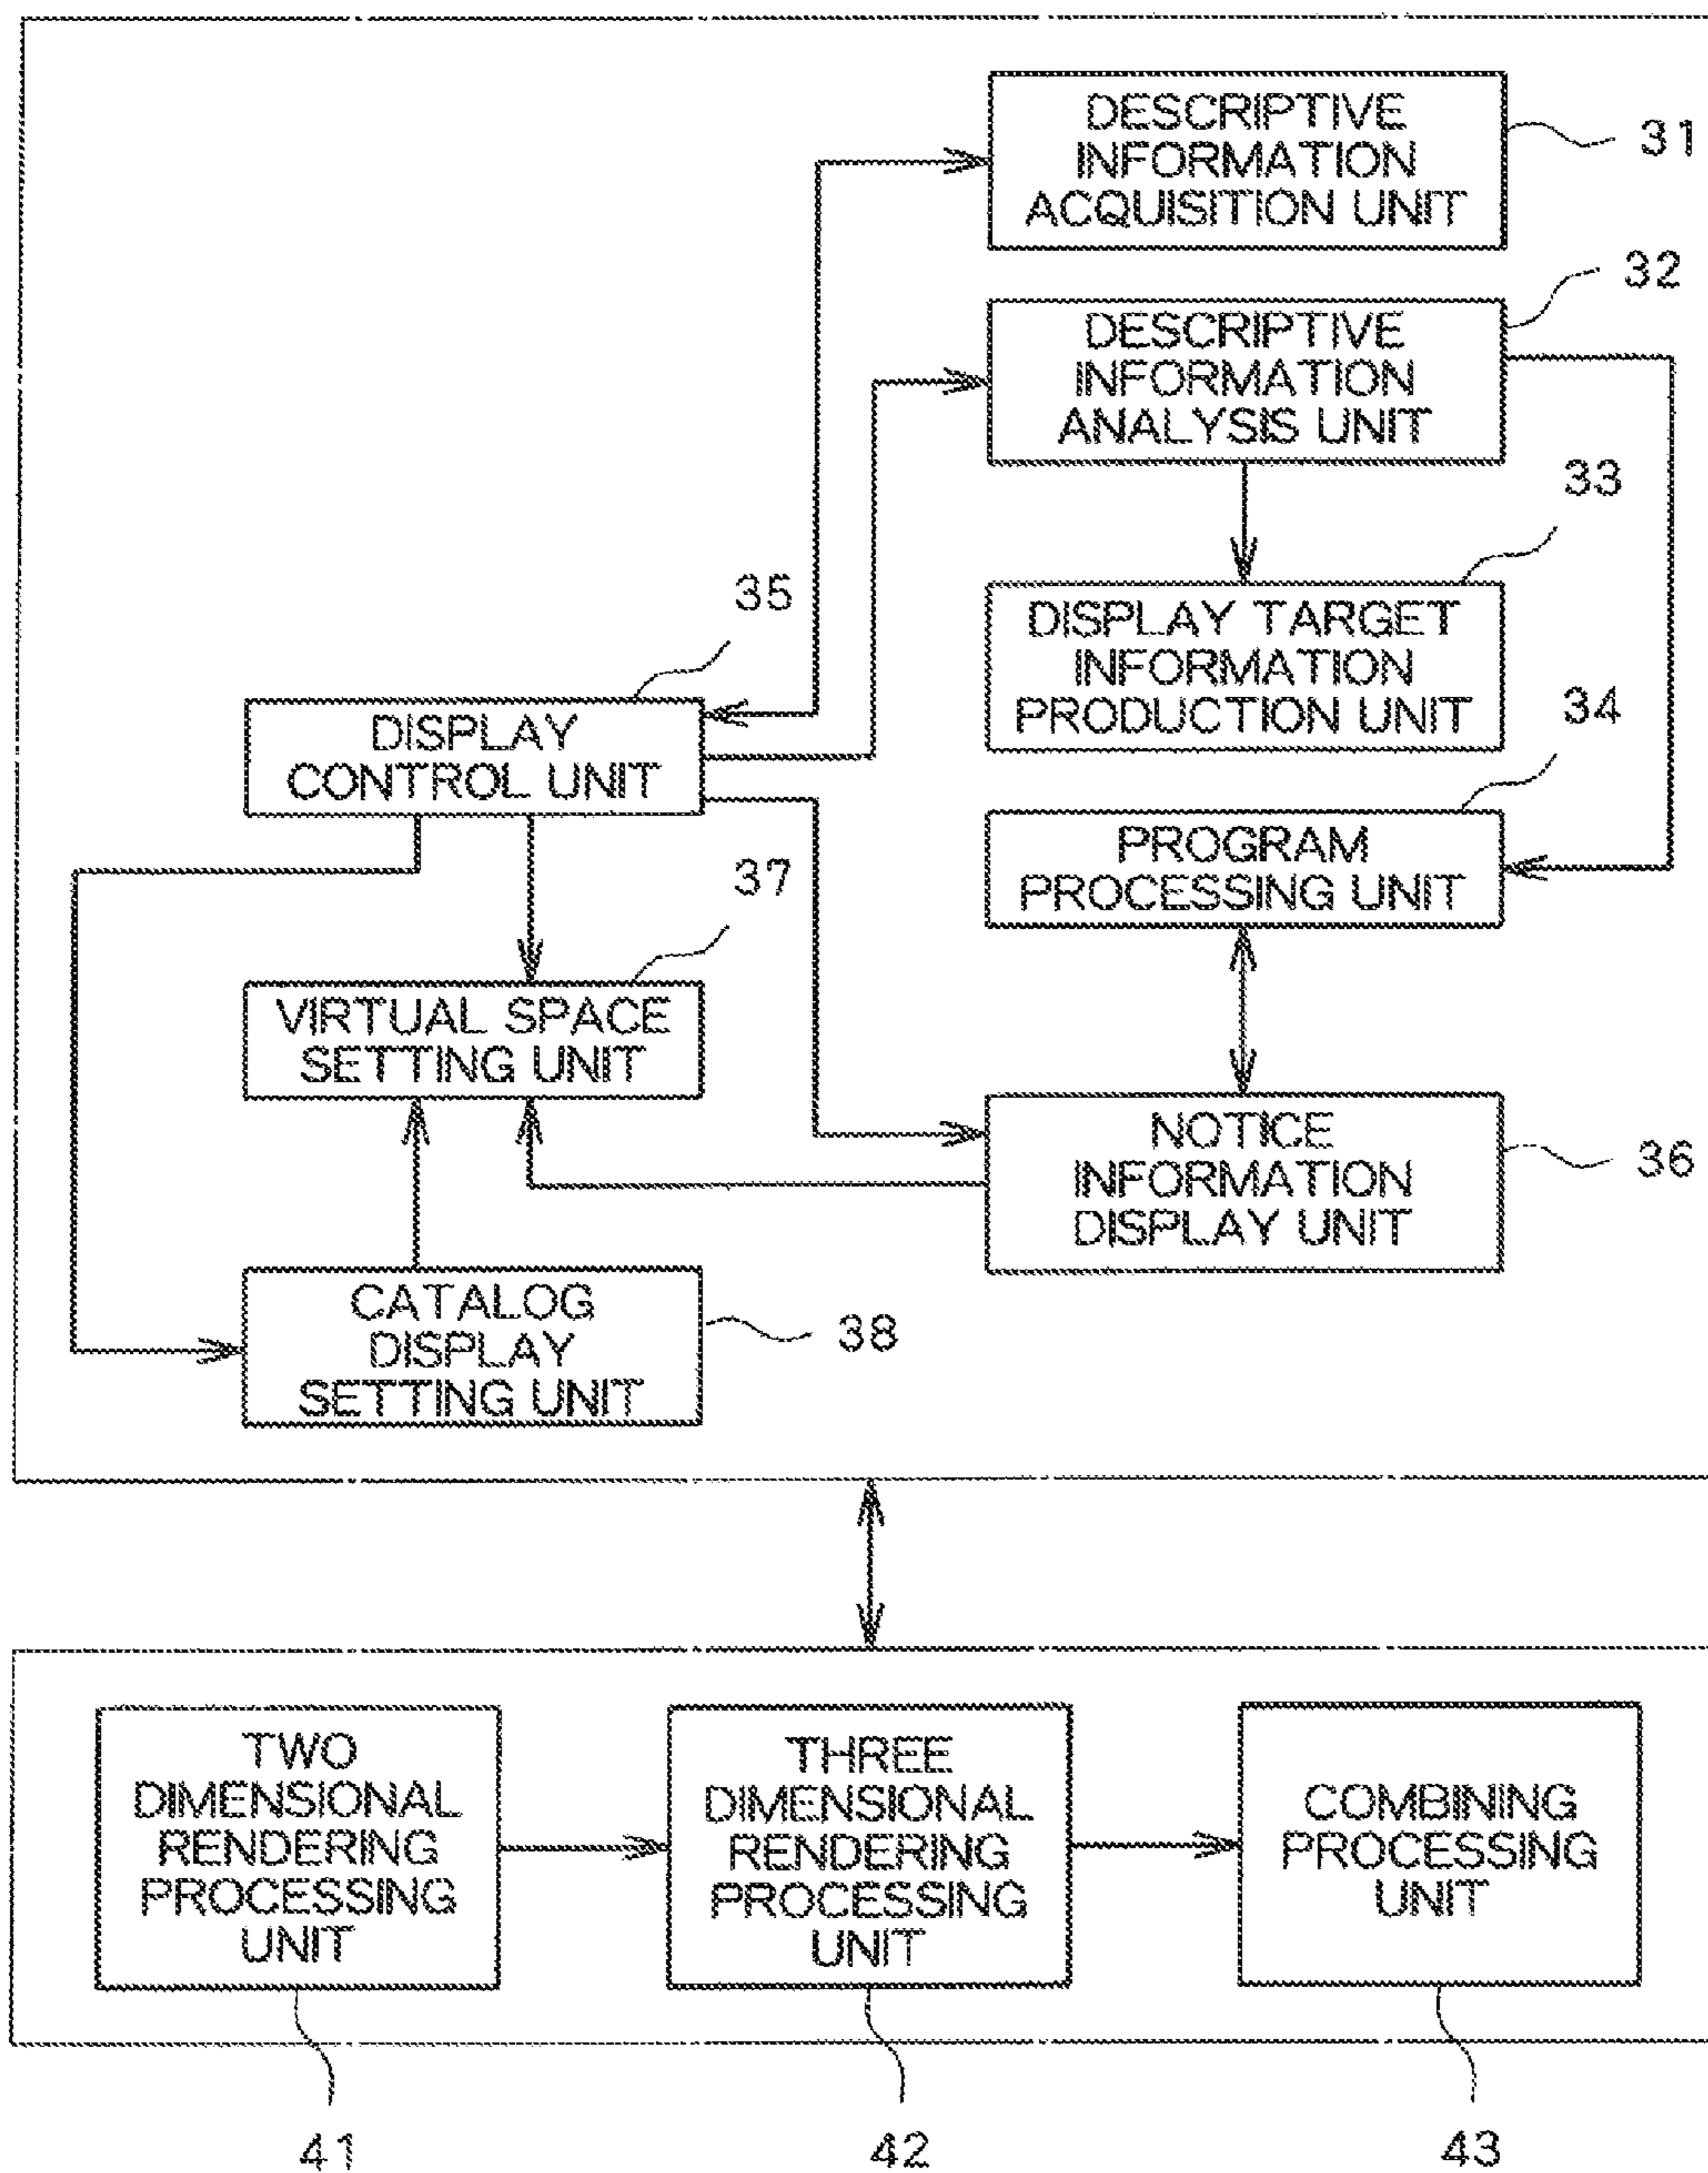 DESCRIPTIVE
INFORMATION
ACQUISITION UNIT
31
DESCRIPTIVE
INFORMATION
ANALYSIS UNIT
32
DISPLAY TARGET
INFORMATION
PRODUCTION UNIT
33
DISPLAY
CONTROL UNIT
35
PROGRAM
PROCESSING UNIT
34
VIRTUAL SPACE
SETTING UNIT
37
NOTICE
INFORMATION
DISPLAY UNIT
36
CATALOG
DISPLAY
SETTING UNIT
38
TWO
DIMENSIONAL
RENDERING
PROCESSING
UNIT
41
THREE
DIMENSIONAL
RENDERING
PROCESSING
UNIT
42
COMBINING
PROCESSING
UNIT
43